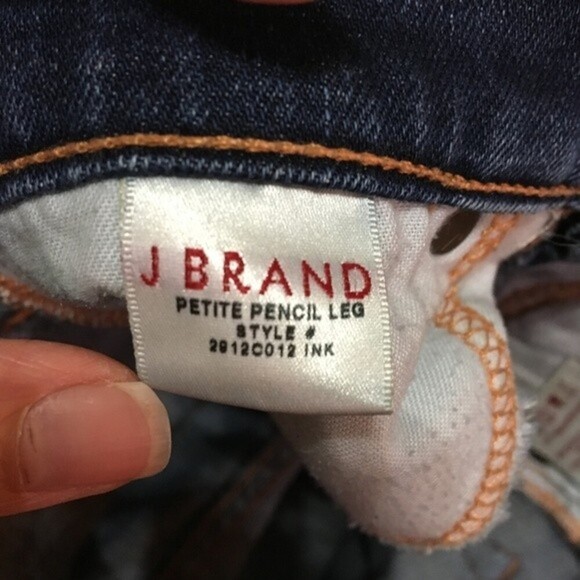 J BRAND
PETITE PENCIL LEG
STYLE #
2912C012 INK